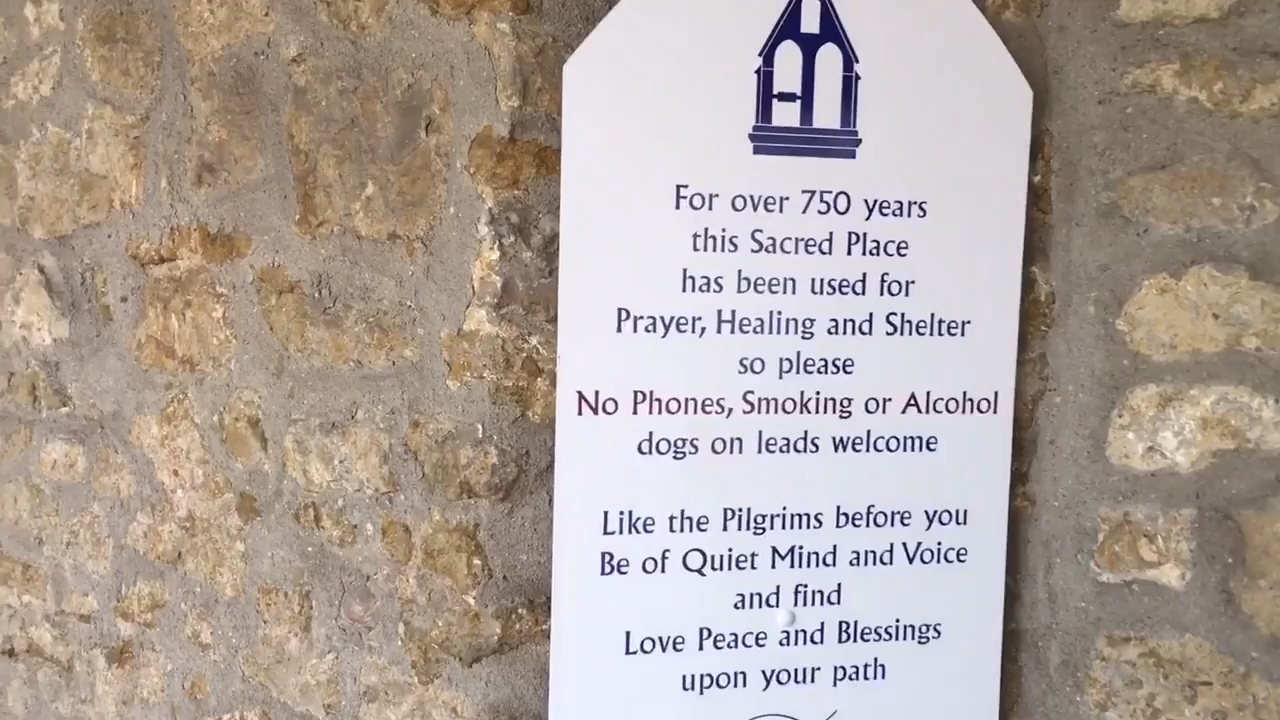 For over 750 years
this Sacred Place
has been used for
Prayer, Healing and Shelter
so please
No Phones, Smoking or Alcohol
dogs on leads welcome
Like the Pilgrims before you
Be of Quiet Mind and Voice
and find
Love Peace and Blessings
upon your path